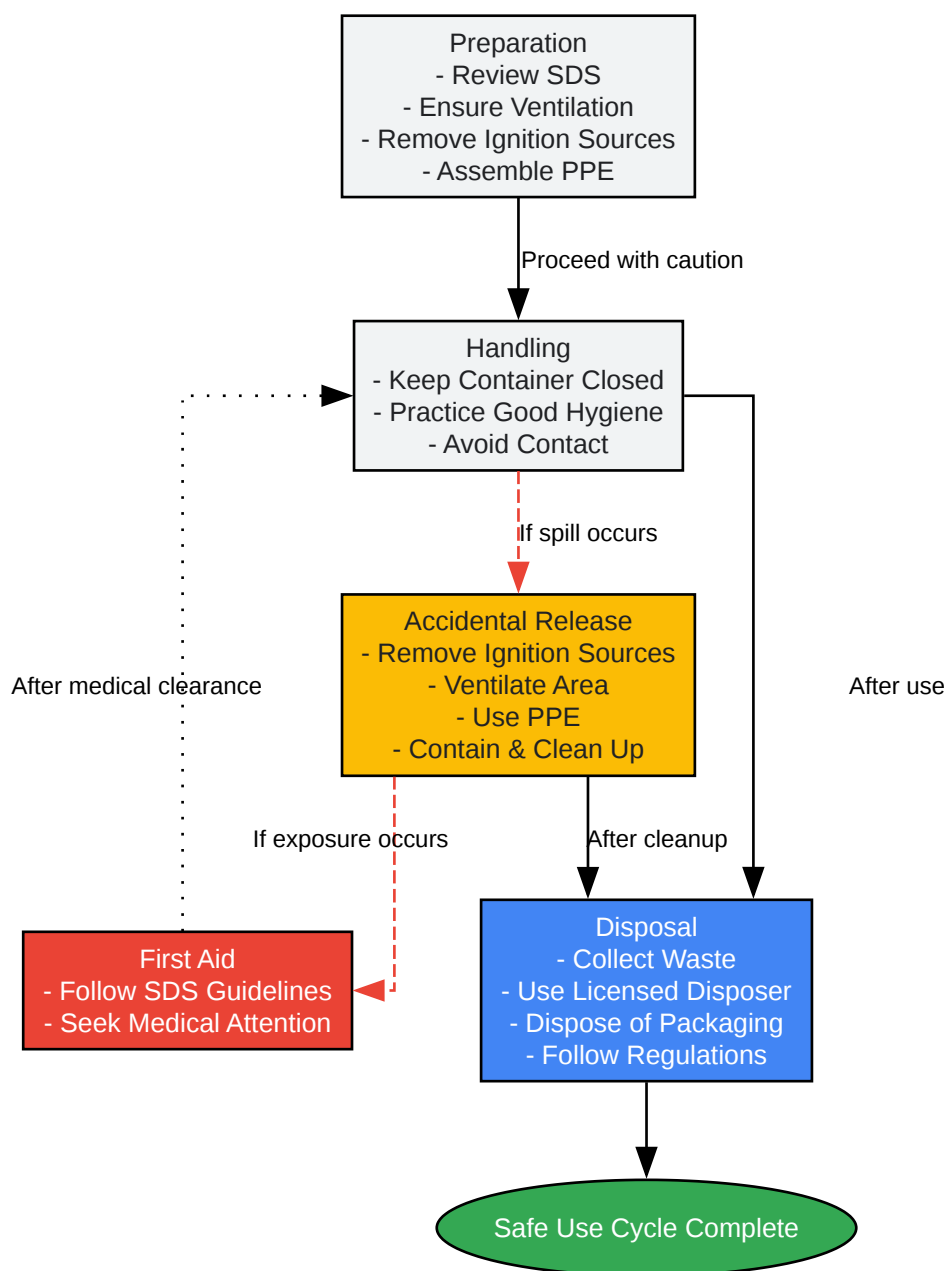 Preparation
- Review SDS
- Ensure Ventilation
- Remove Ignition Sources
- Assemble PPE
Proceed with caution
Handling
- Keep Container Closed
- Practice Good Hygiene
- Avoid Contact
If spill occurs
Accidental Release
- Remove Ignition Sources
- Ventilate Area
- Use PPE
- Contain & Clean Up
After medical clearance
After use
If exposure occurs
After cleanup
First Aid
- Follow SDS Guidelines
- Seek Medical Attention
Disposal
- Collect Waste
- Use Licensed Disposer
- Dispose of Packaging
- Follow Regulations
Safe Use Cycle Complete